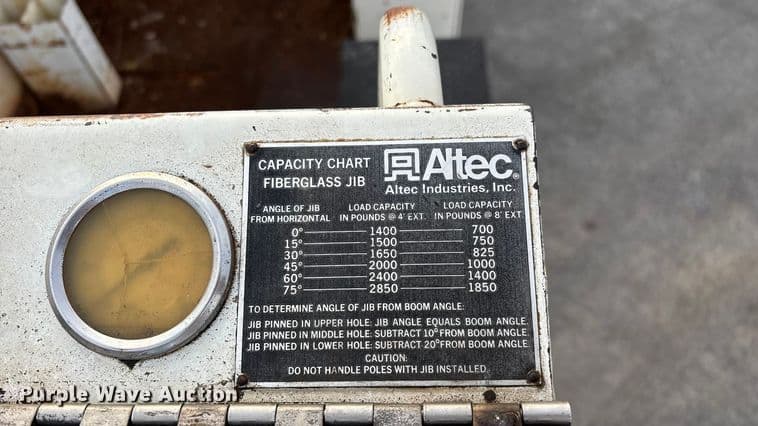 CAPACITY CHART
FIBERGLASS JIB
Altec®
Altec Industries, Inc.
ANGLE OF JIB LOAD CAPACITY LOAD CAPACITY
FROM HORIZONTAL IN POUNDS @ 4' EXT. IN POUNDS @ 8' EXT.
0° 1400 700
15° 1500 750
30° 1650 825
45° 2000 1000
60° 2400 1400
75° 2850 1850
TO DETERMINE ANGLE OF JIB FROM BOOM ANGLE:
JIB PINNED IN UPPER HOLE: JIB ANGLE EQUALS BOOM ANGLE.
JIB PINNED IN MIDDLE HOLE: SUBTRACT 10° FROM BOOM ANGLE.
JIB PINNED IN LOWER HOLE: SUBTRACT 20° FROM BOOM ANGLE.
CAUTION:
DO NOT HANDLE POLES WITH JIB INSTALLED.
Purple Wave Auction